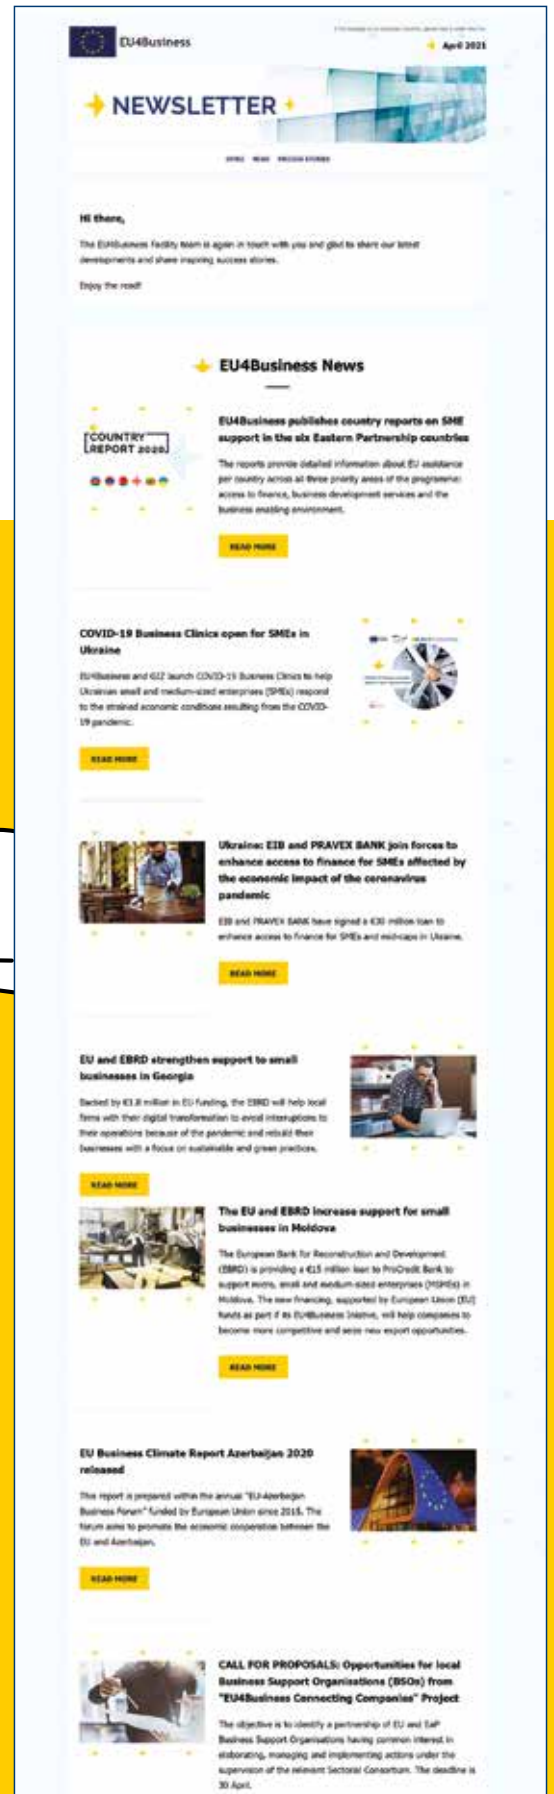 EU4Business
April 2021
NEWSLETTER
INTRO NEWS SUCCESS STORIES
Hi there,
The EU4Business Facility team is again in touch with you and glad to share our latest
developments and share inspiring success stories.
Enjoy the read!
EU4Business News
COUNTRY
REPORT 2020
EU4Business publishes country reports on SME
support in the six Eastern Partnership countries
The reports provide detailed information about EU assistance
per country across all three priority areas of the programme:
access to finance, business development services and the
business enabling environment.
READ MORE
COVID-19 Business Clinics open for SMEs in
Ukraine
EU4Business and GIZ launch COVID-19 Business Clinics to help
Ukrainian small and medium-sized enterprises (SMEs) respond
to the strained economic conditions resulting from the COVID-
19 pandemic.
READ MORE
Ukraine: EIB and PRAVEX BANK join forces to
enhance access to finance for SMEs affected by
the economic impact of the coronavirus
pandemic
EIB and PRAVEX BANK have signed a €30 million loan to
enhance access to finance for SMEs and mid-caps in Ukraine.
READ MORE
EU and EBRD strengthen support to small
businesses in Georgia
Backed by €3.8 million in EU funding, the EBRD will help local
firms with their digital transformation to avoid interruptions to
their operations because of the pandemic and rebuild their
businesses with a focus on sustainable and green practices.
READ MORE
The EU and EBRD increase support for small
businesses in Moldova
The European Bank for Reconstruction and Development
(EBRD) is providing a €15 million loan to ProCredit Bank to
support micro, small and medium-sized enterprises (MSMEs) in
Moldova. The new financing, supported by European Union (EU)
funds as part if its EU4Business Iniative, will help companies to
become more competitive and seize new export opportunities.
READ MORE
EU Business Climate Report Azerbaijan 2020
released
This report is prepared within the annual "EU-Azerbaijan
Business Forum" funded by European Union since 2015. The
forum aims to promote the economic cooperation between the
EU and Azerbaijan.
READ MORE
CALL FOR PROPOSALS: Opportunities for local
Business Support Organisations (BSOs) from
"EU4Business Connecting Companies" Project
The objective is to identify a partnership of EU and EaP
Business Support Organisations having common interest in
elaborating, managing and implementing actions under the
supervision of the relevant Sectorial Consortium. The deadline is
30 April.